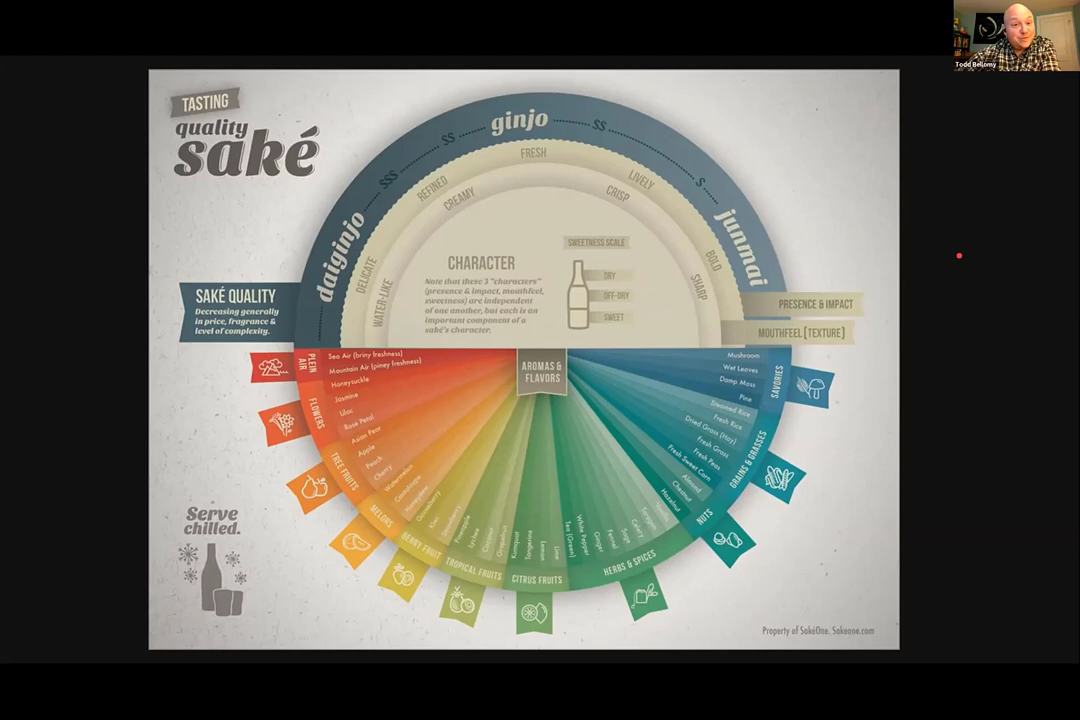 Todd Bellomy
TASTING
quality
saké
daiginjo
$$$
$$
ginjo
$$
$
junmai
DELICATE
REFINED
FRESH
LIVELY
BOLD
WATER-LIKE
CREAMY
CRISP
SHARP
SAKÉ QUALITY
Decreasing generally
in price, fragrance &
level of complexity.
CHARACTER
Note that these 3 "characters"
(presence & impact, mouthfeel,
sweetness) are independent
of one another, but each is an
important component of a
saké's character.
SWEETNESS SCALE
DRY
OFF-DRY
SWEET
PRESENCE & IMPACT
MOUTHFEEL [TEXTURE]
AROMAS &
FLAVORS
PLEIN
AIR
Sea Air (briny freshness)
Mountain Air (piney freshness)
FLOWERS
Honeysuckle
Jasmine
Lilac
Rose Petal
TREE FRUITS
Asian Pear
Apple
Peach
Cherry
MELONS
Watermelon
Cantaloupe
Honeydew
BERRY FRUIT
Gooseberry
Kiwi
Strawberry
TROPICAL FRUITS
Pineapple
Lychee
Coconut
CITRUS FRUITS
Grapefruit
Kumquat
Tangerine
Lemon
Lime
HERBS & SPICES
Tea (Green)
White Pepper
Ginger
Fennel
Sage
Celery
Tarragon
NUTS
Hazelnut
Chestnut
Almond
GRAINS & GRASSES
Fresh Sweet Corn
Fresh Peas
Fresh Grass
Dried Grass (Hay)
Fresh Rice
Steamed Rice
SAVORIES
Pine
Damp Moss
Wet Leaves
Mushroom
Serve
chilled.
Property of SakéOne. Sakeone.com